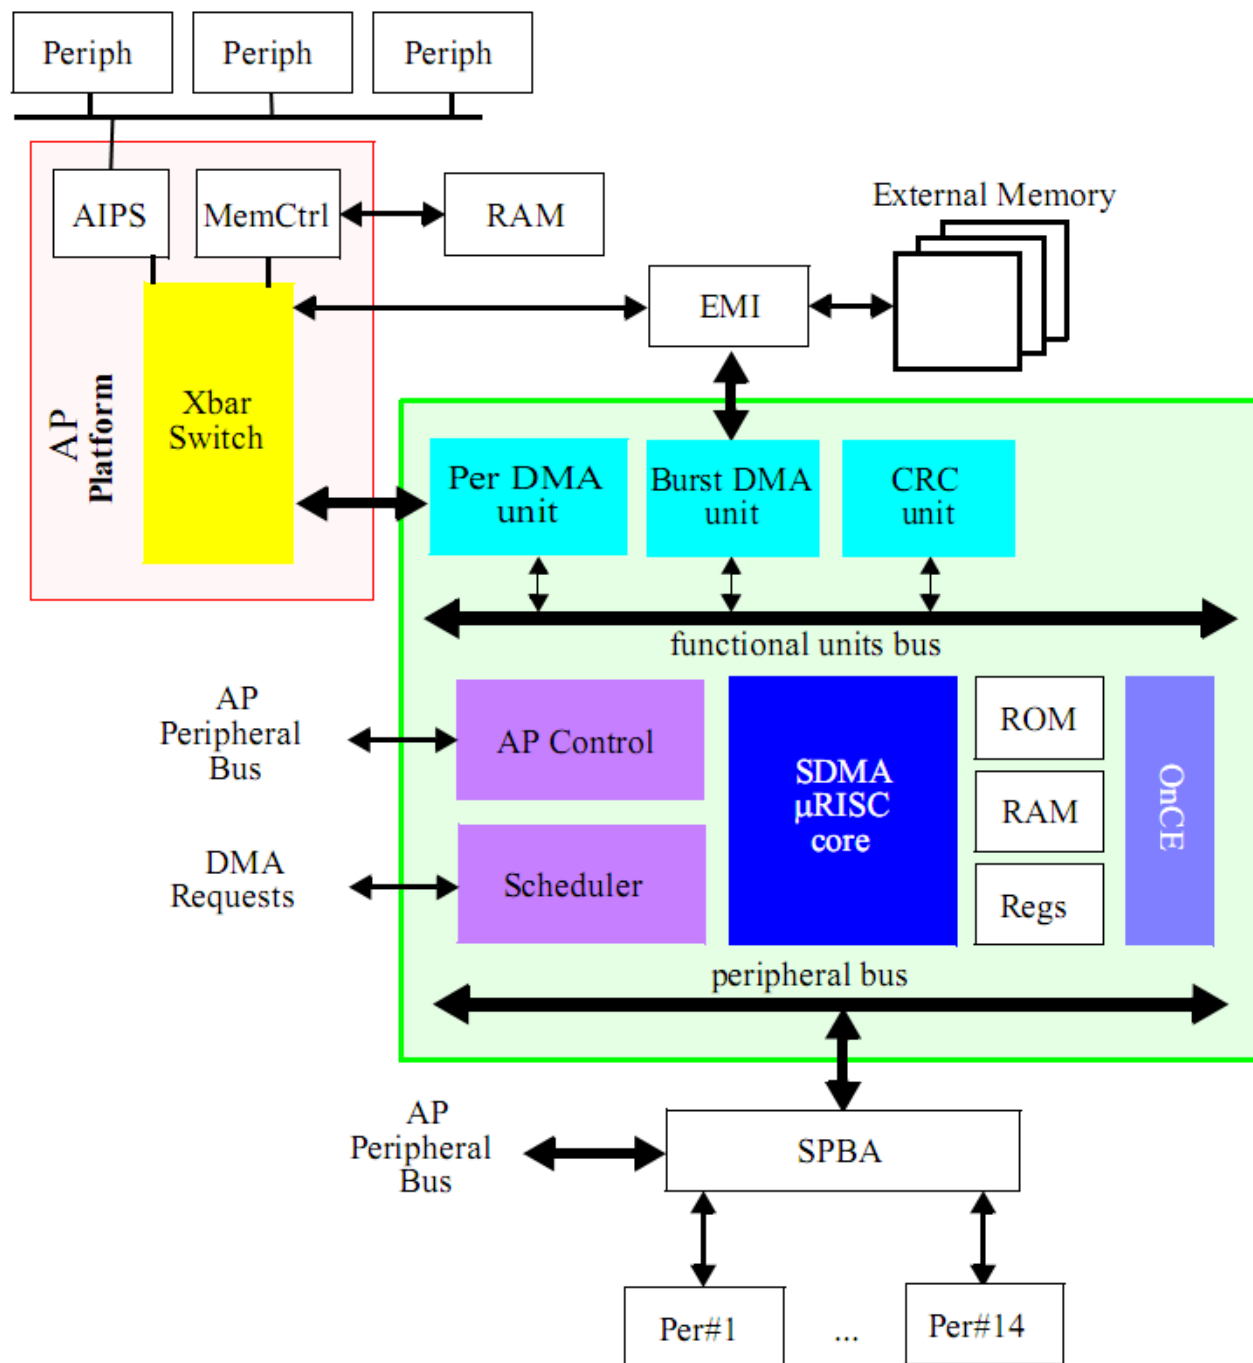 Periph
Periph
Periph
AIPS
MemCtrl
RAM
External Memory
EMI
AP
Platform
Xbar
Switch
Per DMA
unit
Burst DMA
unit
CRC
unit
functional units bus
AP
Peripheral
Bus
AP Control
SDMA
μRISC
core
ROM
RAM
Regs
OnCE
DMA
Requests
Scheduler
peripheral bus
AP
Peripheral
Bus
SPBA
Per#1
...
Per#14